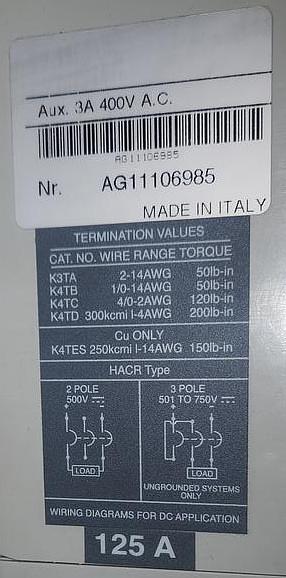 Aux. 3A 400V A.C.
AG11106985
Nr. AG11106985
MADE IN ITALY
TERMINATION VALUES
CAT. NO. WIRE RANGE TORQUE
K3TA 2-14AWG 50lb-in
K4TB 1/0-14AWG 50lb-in
K4TC 4/0-2AWG 120lb-in
K4TD 300kcmi l-4AWG 200lb-in
Cu ONLY
K4TES 250kcmi l-14AWG 150lb-in
HACR Type
2 POLE
500V
+ -
LOAD
3 POLE
501 TO 750V
+ -
LOAD
UNGROUNDED SYSTEMS
ONLY
WIRING DIAGRAMS FOR DC APPLICATION
125 A